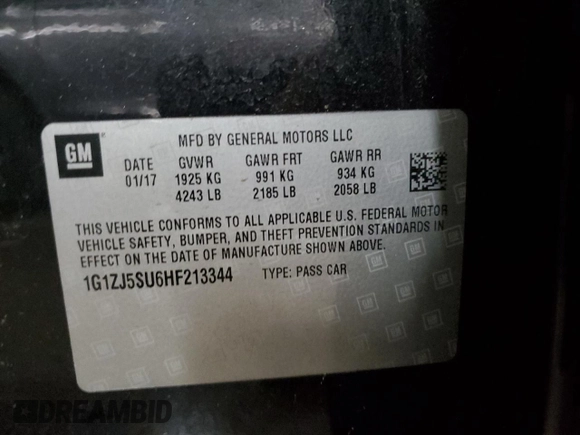 GM
MFD BY GENERAL MOTORS LLC
DATE GVWR GAWR FRT GAWR RR
01/17 1925 KG 991 KG 934 KG
4243 LB 2185 LB 2058 LB
THIS VEHICLE CONFORMS TO ALL APPLICABLE U.S. FEDERAL MOTOR
VEHICLE SAFETY, BUMPER, AND THEFT PREVENTION STANDARDS IN
EFFECT ON THE DATE OF MANUFACTURE SHOWN ABOVE.
1G1ZJ5SU6HF213344 TYPE: PASS CAR
DREAMBID